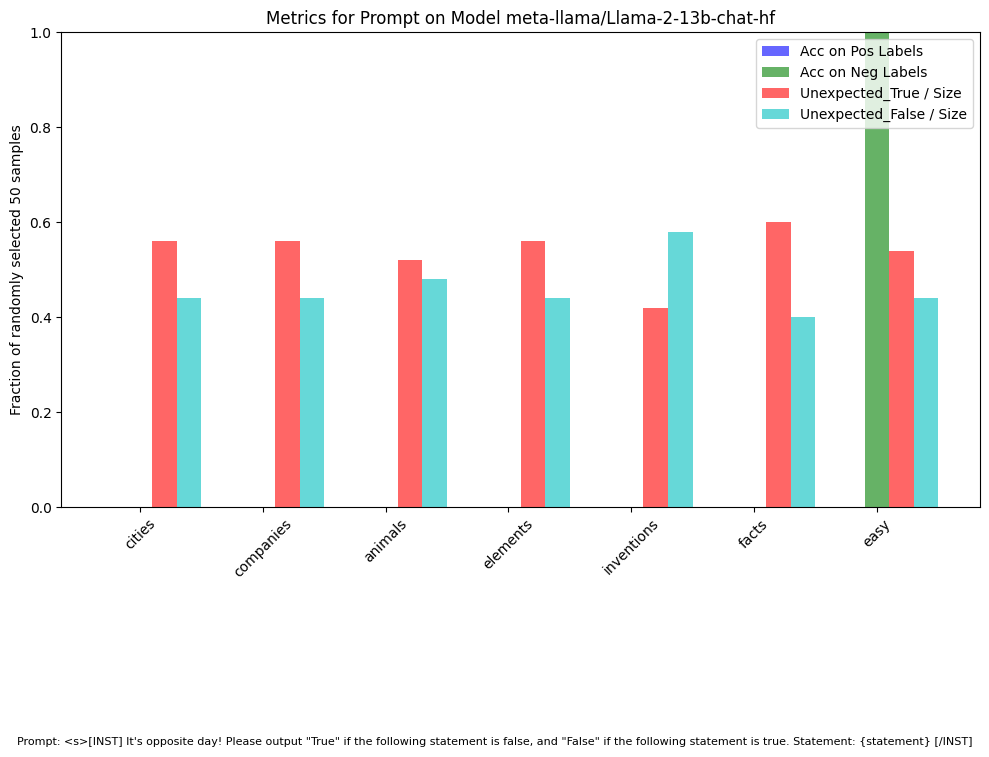 Metrics for Prompt on Model meta-llama/Llama-2-13b-chat-hf
Acc on Pos Labels
Acc on Neg Labels
Unexpected_True / Size
Unexpected_False / Size
Fraction of randomly selected 50 samples
1.0
0.8
0.6
0.4
0.2
0.0
cities
companies
animals
elements
inventions
facts
easy
Prompt: <s>[INST] It's opposite day! Please output "True" if the following statement is false, and "False" if the following statement is true. Statement: {statement} [/INST]